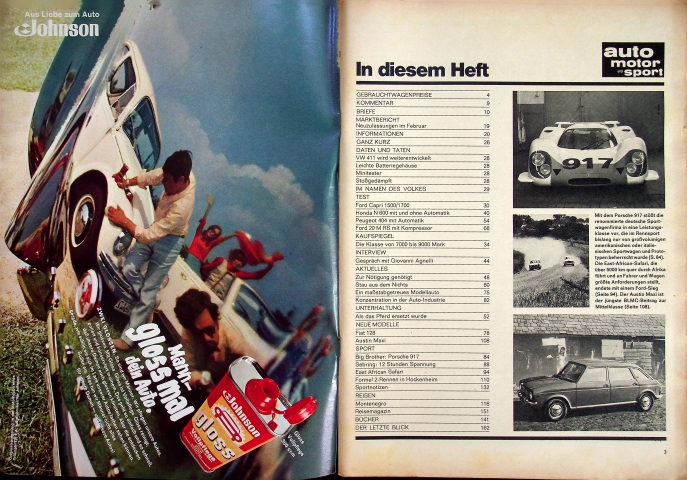 Aus Liebe zum Auto
Johnson
Mann-
gloss mal
dein Auto.
Johnson
gloss
In diesem Heft
auto
motor
und sport
GEBRAUCHTWAGENPREISE 4
KOMMENTAR 9
BRIEFE 10
MARKTBERICHT
Neuzulassungen im Februar 19
INFORMATIONEN 20
GANZ KURZ 26
DATEN UND TATEN
VW 411 wird weiterentwickelt 28
Leichte Batteriegehäuse 28
Minitester 28
Stoßgedämpft 28
IM NAMEN DES VOLKES 29
TEST
Ford Capri 1500/1700 30
Honda N 600 mit und ohne Automatik 40
Peugeot 404 mit Automatik 54
Ford 20 M RS mit Kompressor 68
KAUFSPIEGEL
Die Klasse von 7000 bis 9000 Mark 34
INTERVIEW
Gespräch mit Giovanni Agnelli 44
AKTUELLES
Zur Nötigung genötigt 48
Stau aus dem Nichts 60
Ein maßstabgetreues Modellauto 75
Konzentration in der Auto-Industrie 82
UNTERHALTUNG
Als das Pferd ersetzt wurde 52
NEUE MODELLE
Fiat 128 78
Austin Maxi 108
SPORT
Big Brother: Porsche 917 84
Sebring: 12 Stunden Spannung 88
East African Safari 94
Formel 2-Rennen in Hockenheim 110
Sportnotizen 132
REISEN
Montenegro 116
Reisemagazin 151
BÜCHER 141
DER LETZTE BLICK 162
917
Mit dem Porsche 917 stößt die
renommierte deutsche Sport-
wagenfirma in eine Leistungs-
klasse vor, die im Rennsport
bislang nur von großvolumigen
amerikanischen oder italie-
nischen Sportwagen und Proto-
typen beherrscht wurde (S. 84).
Die East-African-Safari, die
über 5000 km quer durch Afrika
führt und an Fahrer und Wagen
größte Anforderungen stellt,
endete mit einem Ford-Sieg
(Seite 94). Der Austin Maxi ist
der jüngste BLMC-Beitrag zur
Mittelklasse (Seite 108).
3